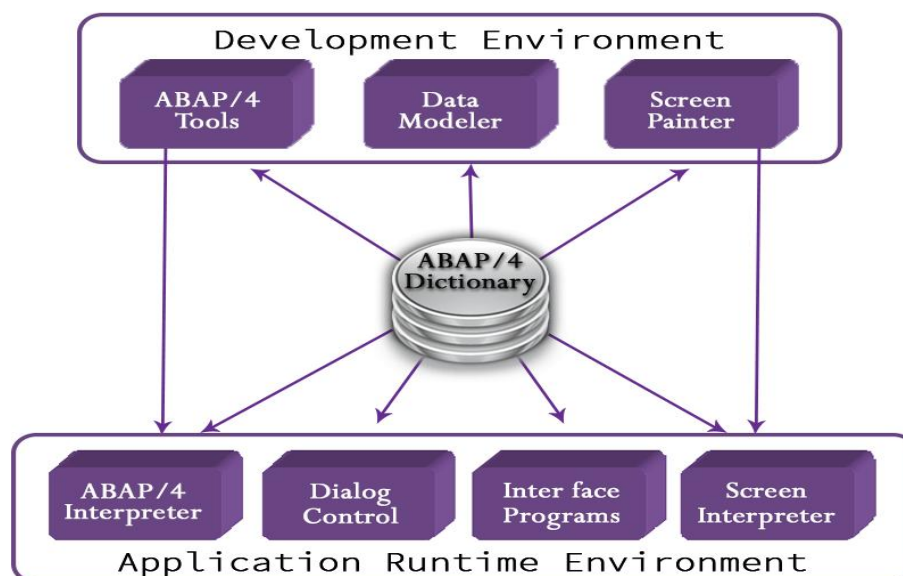 Development Environment
ABAP/4
Tools
Data
Modeler
Screen
Painter
ABAP/4
Dictionary
ABAP/4
Interpreter
Dialog
Control
Inter face
Programs
Screen
Interpreter
Application Runtime Environment